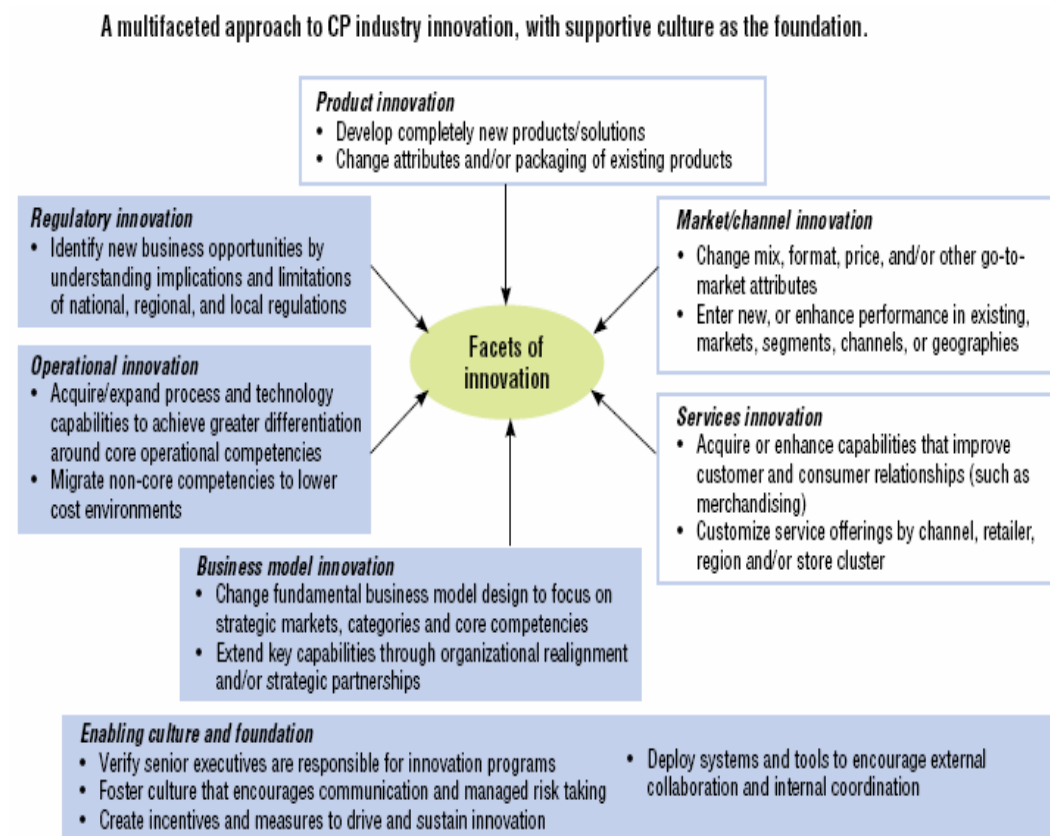 A multifaceted approach to CP industry innovation, with supportive culture as the foundation.
Product innovation
• Develop completely new products/solutions
• Change attributes and/or packaging of existing products
Regulatory innovation
• Identify new business opportunities by
understanding implications and limitations
of national, regional, and local regulations
Market/channel innovation
• Change mix, format, price, and/or other go-to-
market attributes
• Enter new, or enhance performance in existing,
markets, segments, channels, or geographies
Facets of
innovation
Operational innovation
• Acquire/expand process and technology
capabilities to achieve greater differentiation
around core operational competencies
• Migrate non-core competencies to lower
cost environments
Services innovation
• Acquire or enhance capabilities that improve
customer and consumer relationships (such as
merchandising)
• Customize service offerings by channel, retailer,
region and/or store cluster
Business model innovation
• Change fundamental business model design to focus on
strategic markets, categories and core competencies
• Extend key capabilities through organizational realignment
and/or strategic partnerships
Enabling culture and foundation
• Verify senior executives are responsible for innovation programs
• Foster culture that encourages communication and managed risk taking
• Create incentives and measures to drive and sustain innovation
• Deploy systems and tools to encourage external
collaboration and internal coordination